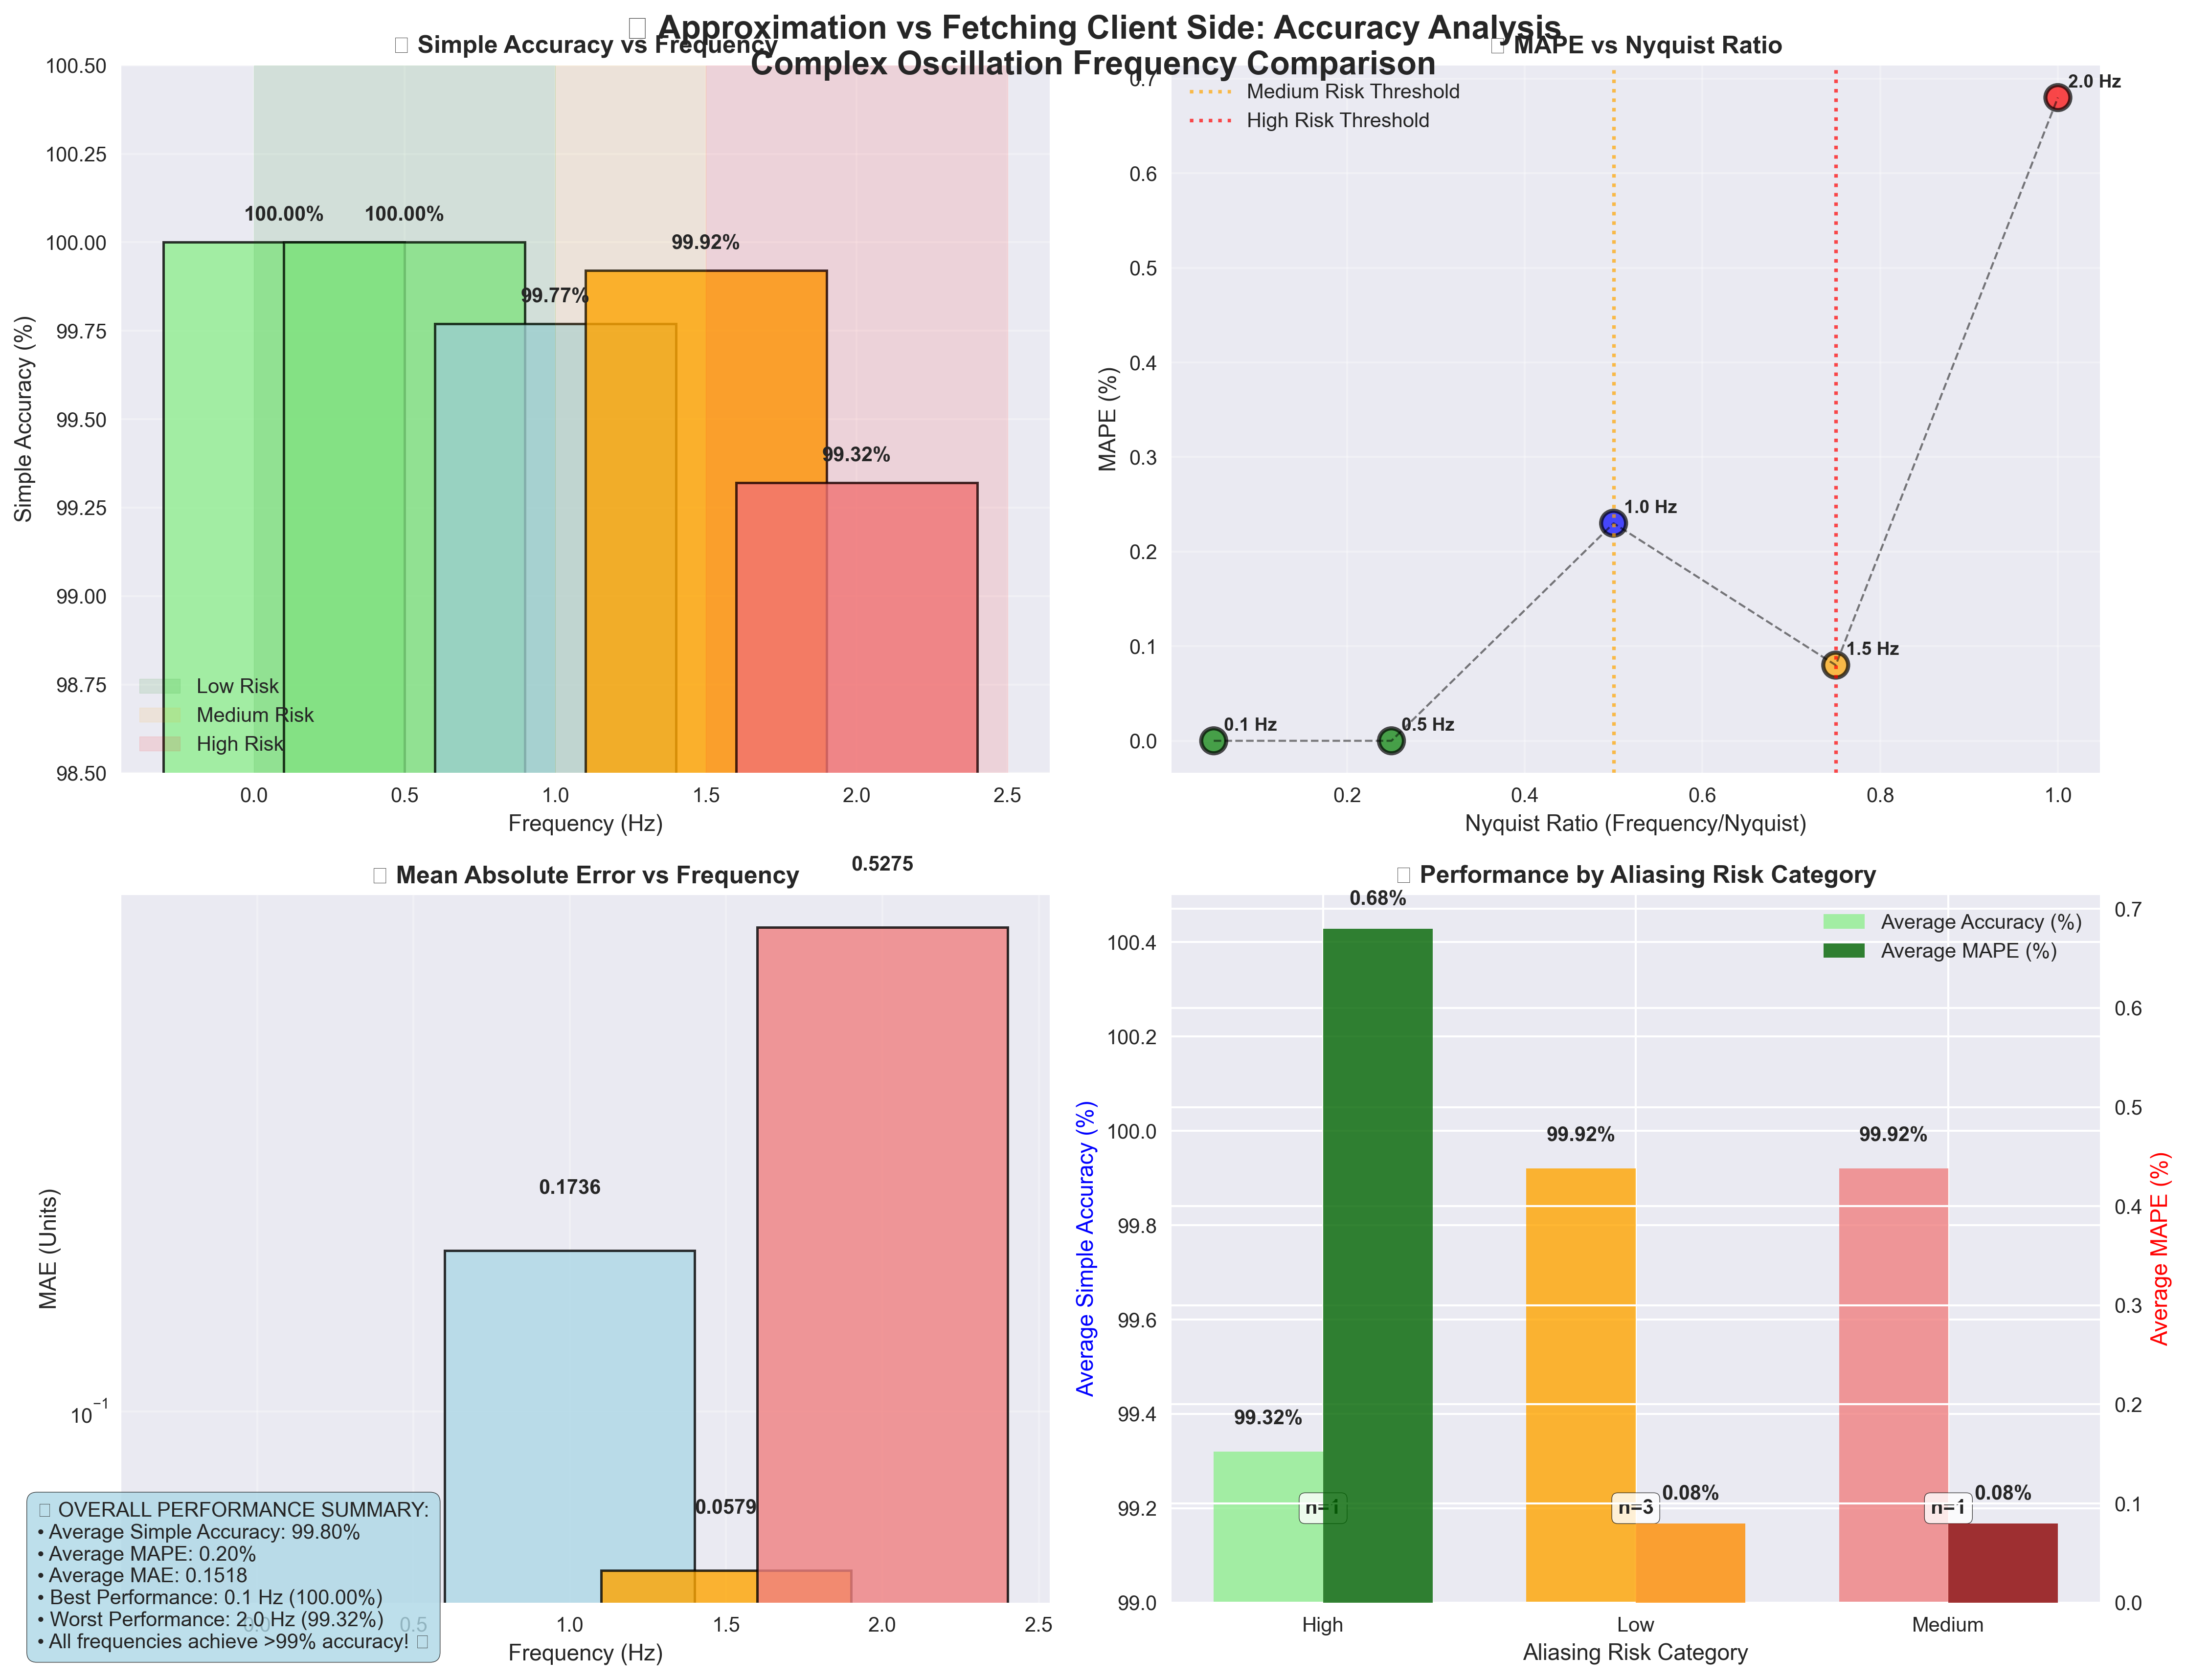 Approximation vs Fetching Client Side: Accuracy Analysis
Complex Oscillation Frequency Comparison
Simple Accuracy vs Frequency
100.50
100.25
100.00
99.75
99.50
99.25
99.00
98.75
98.50
Simple Accuracy (%)
100.00%
100.00%
99.77%
99.92%
99.32%
Low Risk
Medium Risk
High Risk
0.0
0.5
1.0
1.5
2.0
2.5
Frequency (Hz)
MAPE vs Nyquist Ratio
Medium Risk Threshold
High Risk Threshold
0.7
0.6
0.5
0.4
0.3
0.2
0.1
0.0
MAPE (%)
0.1 Hz
0.5 Hz
1.0 Hz
1.5 Hz
2.0 Hz
0.2
0.4
0.6
0.8
1.0
Nyquist Ratio (Frequency/Nyquist)
Mean Absolute Error vs Frequency
MAE (Units)
10⁻¹
0.1736
0.0579
0.5275
0.0
0.5
1.0
1.5
2.0
2.5
Frequency (Hz)
OVERALL PERFORMANCE SUMMARY:
• Average Simple Accuracy: 99.80%
• Average MAPE: 0.20%
• Average MAE: 0.1518
• Best Performance: 0.1 Hz (100.00%)
• Worst Performance: 2.0 Hz (99.32%)
• All frequencies achieve >99% accuracy!
Performance by Aliasing Risk Category
Average Accuracy (%)
Average MAPE (%)
100.4
100.2
100.0
99.8
99.6
99.4
99.2
99.0
Average Simple Accuracy (%)
99.32%
0.68%
99.92%
0.08%
99.92%
0.08%
n=1
n=3
n=1
0.7
0.6
0.5
0.4
0.3
0.2
0.1
0.0
Average MAPE (%)
High
Low
Medium
Aliasing Risk Category